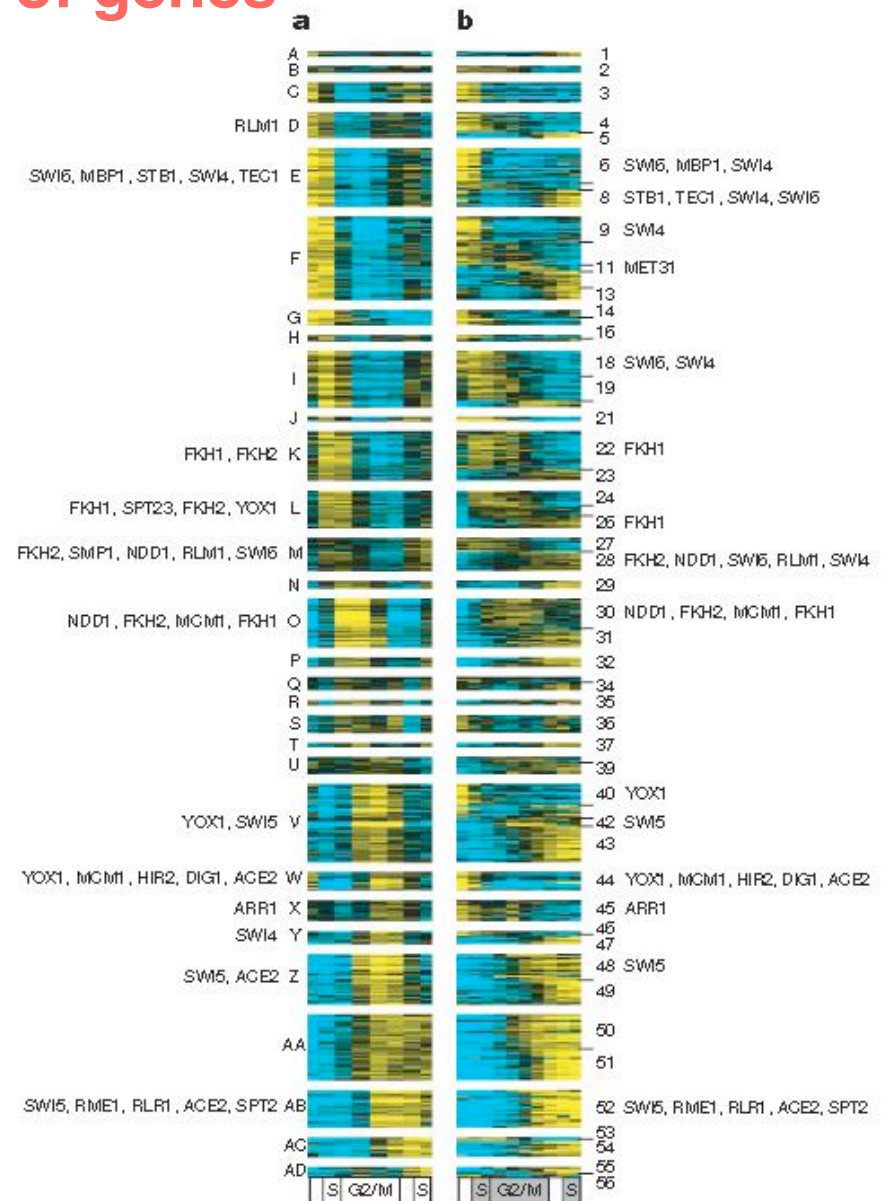 of genes
a b
A 1
B 2
C 3
RLM1 D 4
5
SWI6, MBP1, STB1, SWI4, TEC1 E 6 SWI6, MBP1, SWI4
8 STB1, TEC1, SWI4, SWI6
9 SWI4
F 11 MET31
13
G 14
H 16
I 18 SWI6, SWI4
19
J 21
FKH1, FKH2 K 22 FKH1
23
24
FKH1, SPT23, FKH2, YOX1 L 26 FKH1
FKH2, SMP1, NDD1, RLM1, SWI6 M 27
28 FKH2, NDD1, SWI6, RLM1, SWI4
N 29
NDD1, FKH2, MCM1, FKH1 O 30 NDD1, FKH2, MCM1, FKH1
31
P 32
Q 34
R 35
S 36
T 37
U 39
40 YOX1
YOX1, SWI5 V 42 SWI5
43
YOX1, MCM1, HIR2, DIG1, ACE2 W 44 YOX1, MCM1, HIR2, DIG1, ACE2
ARR1 X 45 ARR1
SWI4 Y 46
47
SWI5, ACE2 Z 48 SWI5
49
50
AA 51
SWI5, RME1, RLR1, ACE2, SPT2 AB 52 SWI5, RME1, RLR1, ACE2, SPT2
53
AC 54
AD 55
56
S G2/M S S G2/M S